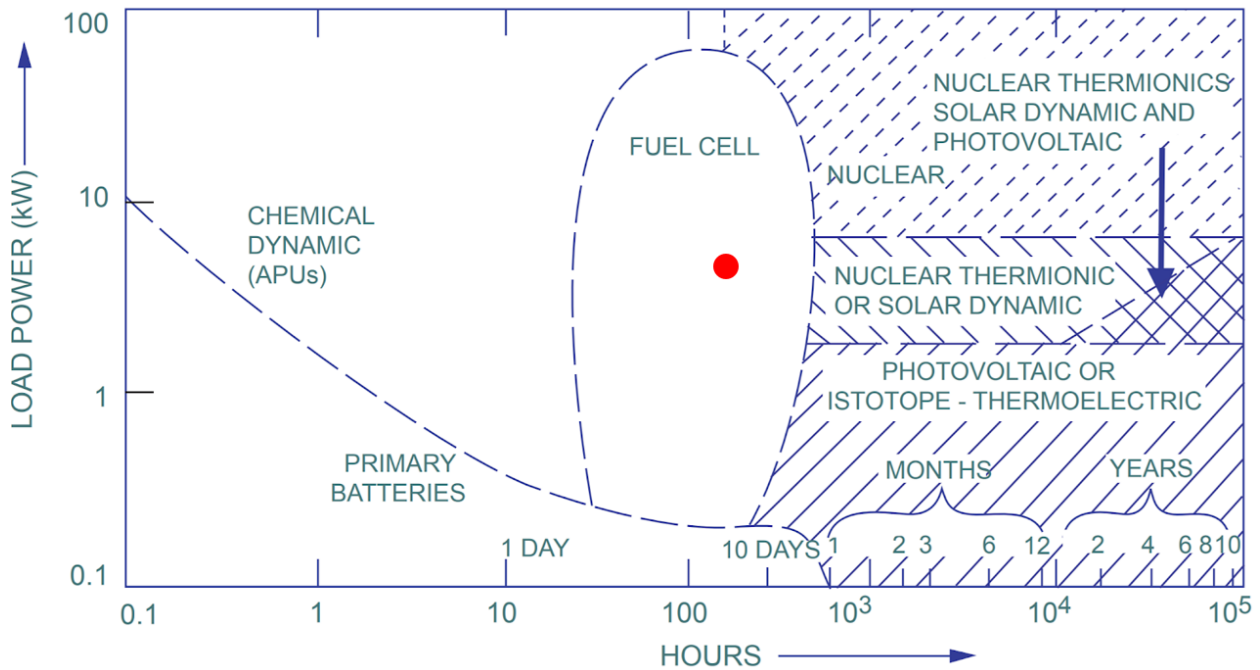 100
10
1
0.1
LOAD POWER (kW)
CHEMICAL
DYNAMIC
(APUs)
PRIMARY
BATTERIES
FUEL CELL
NUCLEAR THERMIONICS
SOLAR DYNAMIC AND
PHOTOVOLTAIC
NUCLEAR
NUCLEAR THERMIONIC
OR SOLAR DYNAMIC
PHOTOVOLTAIC OR
ISTOTOPE - THERMOELECTRIC
MONTHS YEARS
1 DAY 10 DAYS 1 2 3 6 12 2 4 6 8 10
0.1 1 10 100 10³ 10⁴ 10⁵
HOURS